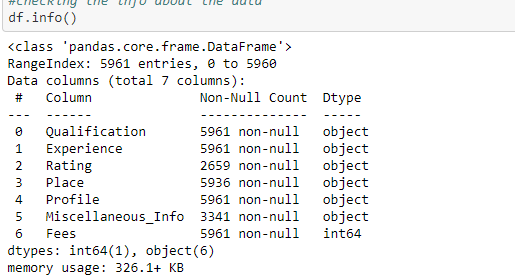 #checking the info about the data
df.info()
<class 'pandas.core.frame.DataFrame'>
RangeIndex: 5961 entries, 0 to 5960
Data columns (total 7 columns):
 #   Column              Non-Null Count  Dtype
---  ------              --------------  -----
 0   Qualification       5961 non-null   object
 1   Experience          5961 non-null   object
 2   Rating              2659 non-null   object
 3   Place               5936 non-null   object
 4   Profile             5961 non-null   object
 5   Miscellaneous_Info  3341 non-null   object
 6   Fees                5961 non-null   int64
dtypes: int64(1), object(6)
memory usage: 326.1+ KB